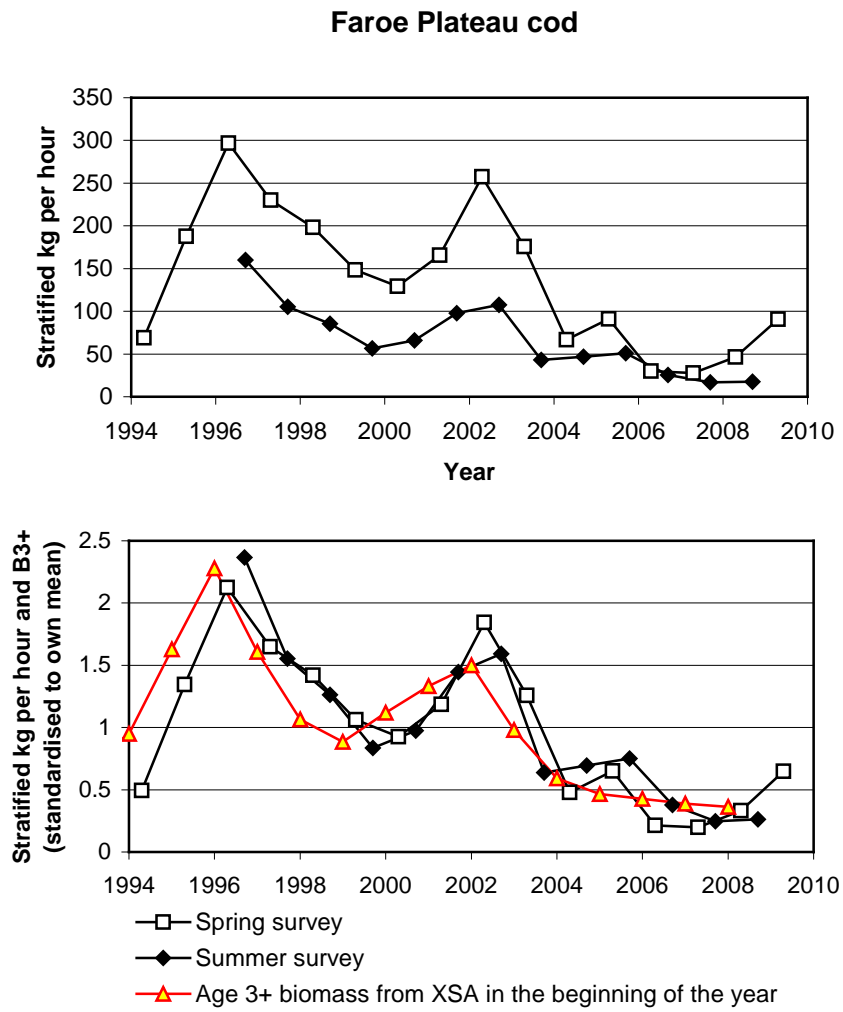 Faroe Plateau cod
Stratified kg per hour
350
300
250
200
150
100
50
0
1994 1996 1998 2000 2002 2004 2006 2008 2010
Year
Stratified kg per hour and B3+
(standardised to own mean)
2.5
2
1.5
1
0.5
0
1994 1996 1998 2000 2002 2004 2006 2008 2010
Spring survey
Summer survey
Age 3+ biomass from XSA in the beginning of the year